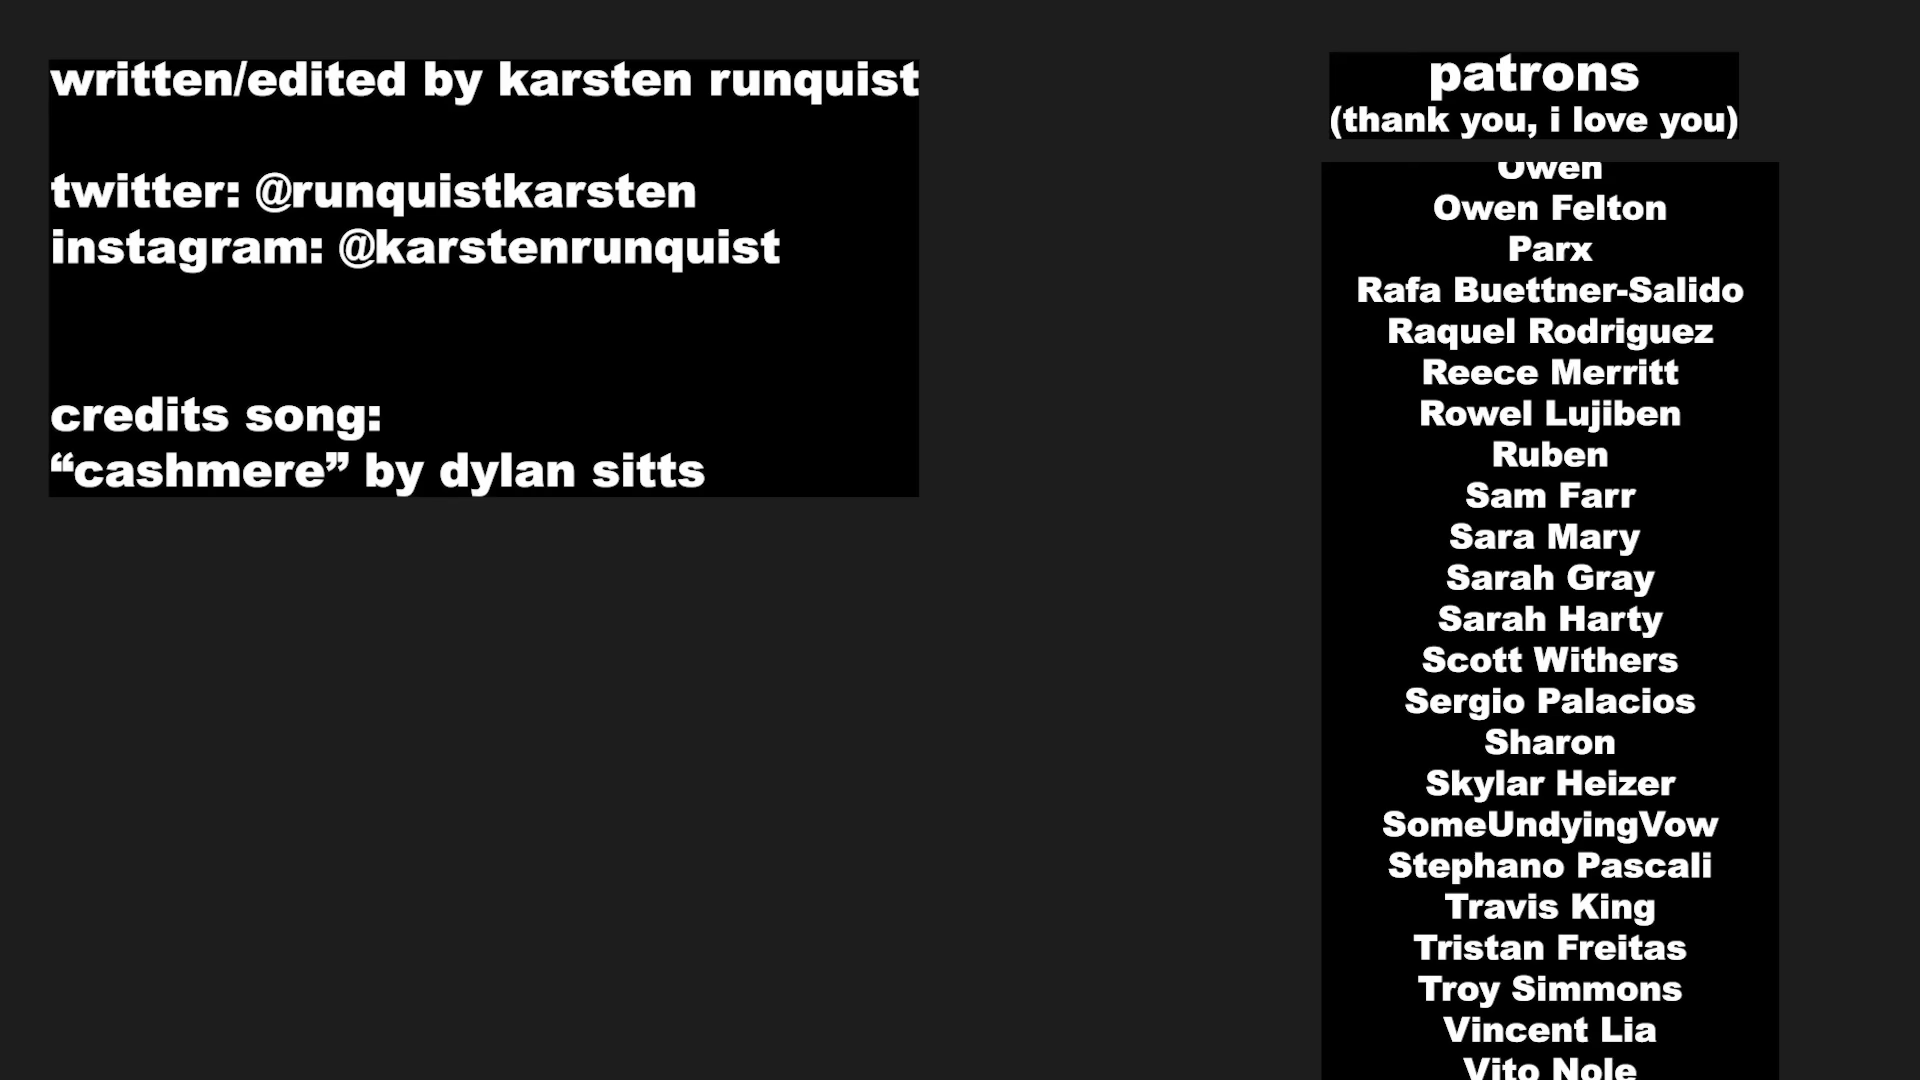 written/edited by karsten runquist
twitter: @runquistkarsten
instagram: @karstenrunquist
credits song:
“cashmere” by dylan sitts
patrons
(thank you, i love you)
Owen
Owen Felton
Parx
Rafa Buettner-Salido
Raquel Rodriguez
Reece Merritt
Rowel Lujiben
Ruben
Sam Farr
Sara Mary
Sarah Gray
Sarah Harty
Scott Withers
Sergio Palacios
Sharon
Skylar Heizer
SomeUndyingVow
Stephano Pascali
Travis King
Tristan Freitas
Troy Simmons
Vincent Lia
Vito Nole